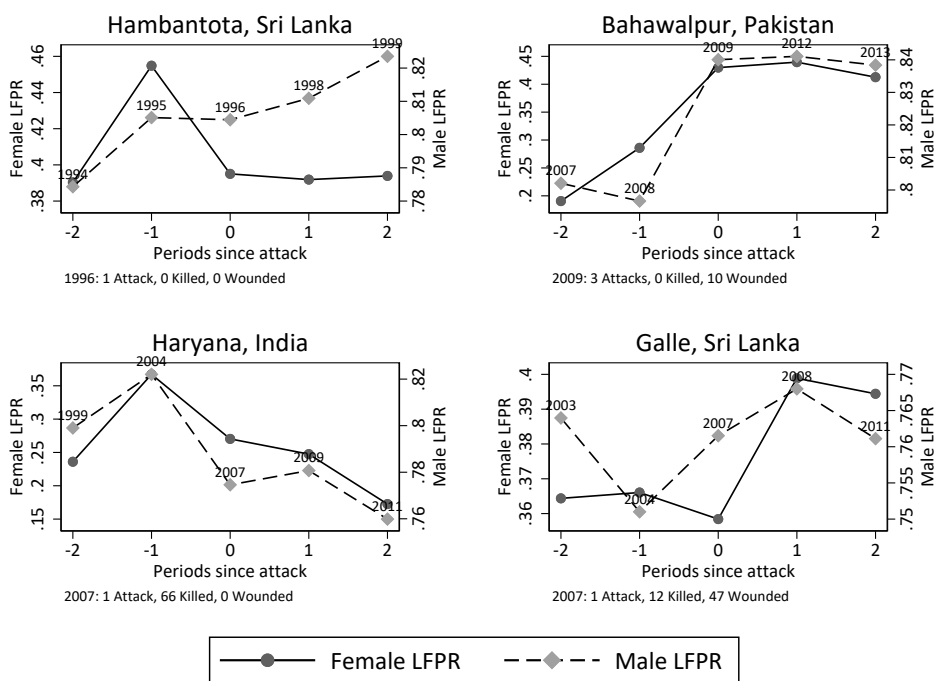 Hambantota, Sri Lanka
Female LFPR
.38 .4 .42 .44 .46
Male LFPR
.78 .79 .8 .81 .82
1994 1995 1996 1998 1999
-2 -1 0 1 2
Periods since attack
1996: 1 Attack, 0 Killed, 0 Wounded
Bahawalpur, Pakistan
Female LFPR
.2 .25 .3 .35 .4 .45
Male LFPR
.8 .81 .82 .83 .84
2007 2008 2009 2012 2013
-2 -1 0 1 2
Periods since attack
2009: 3 Attacks, 0 Killed, 10 Wounded
Haryana, India
Female LFPR
.15 .2 .25 .3 .35
Male LFPR
.76 .78 .8 .82
1999 2004 2007 2009 2011
-2 -1 0 1 2
Periods since attack
2007: 1 Attack, 66 Killed, 0 Wounded
Galle, Sri Lanka
Female LFPR
.36 .37 .38 .39 .4
Male LFPR
.75 .755 .76 .765 .77
2003 2004 2007 2008 2011
-2 -1 0 1 2
Periods since attack
2007: 1 Attack, 12 Killed, 47 Wounded
Female LFPR
Male LFPR